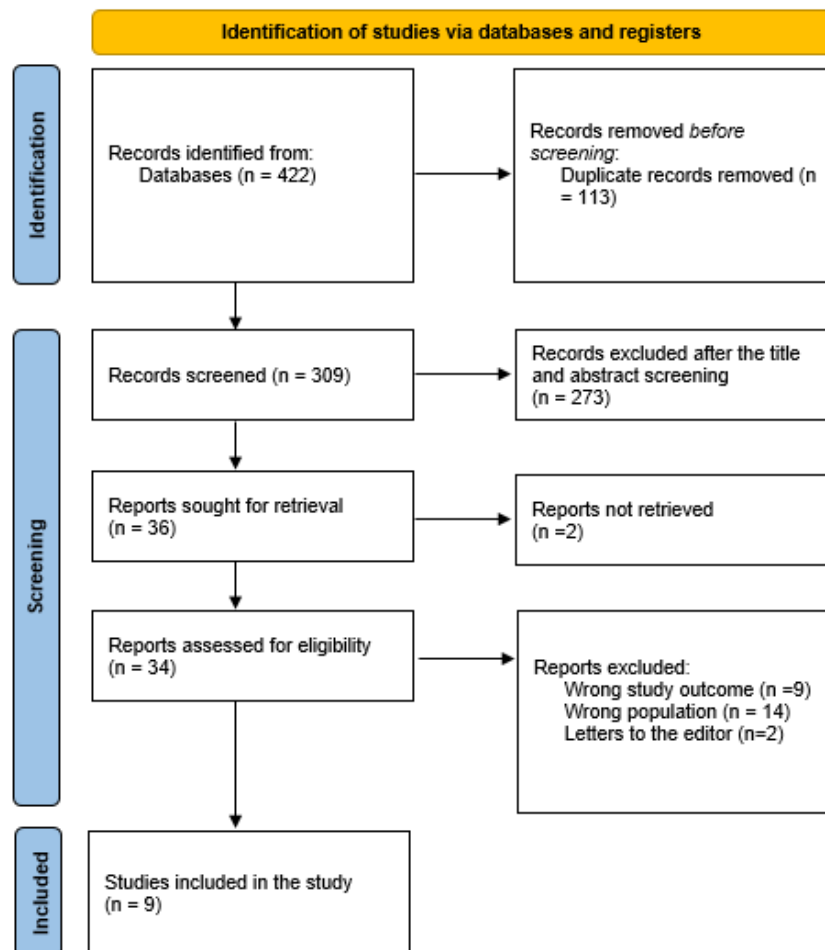 Identification of studies via databases and registers
Identification
Records identified from:
Databases (n = 422)
Records removed before
screening:
Duplicate records removed (n
= 113)
Screening
Records screened (n = 309)
Records excluded after the title
and abstract screening
(n = 273)
Reports sought for retrieval
(n = 36)
Reports not retrieved
(n =2)
Reports assessed for eligibility
(n = 34)
Reports excluded:
Wrong study outcome (n =9)
Wrong population (n = 14)
Letters to the editor (n=2)
Included
Studies included in the study
(n = 9)